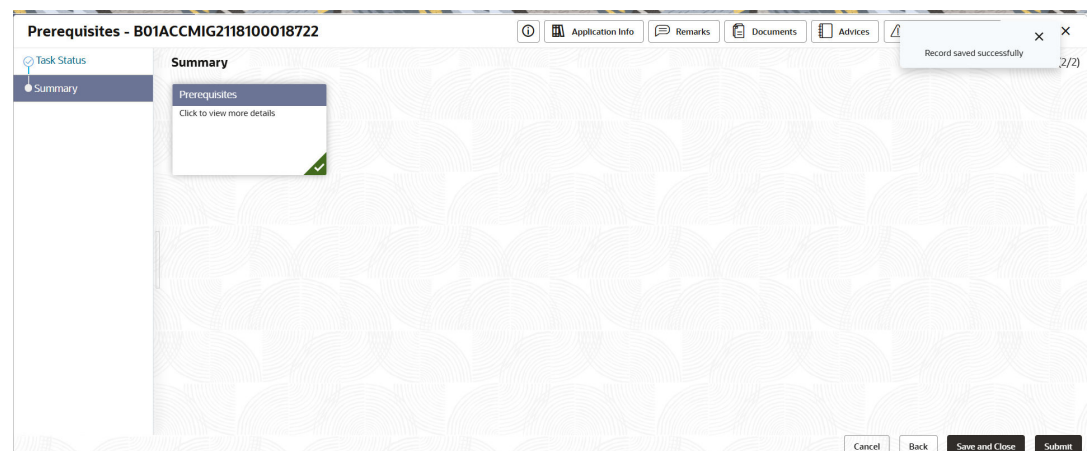 Prerequisites - B01ACCMIG2118100018722
Application Info
Remarks
Documents
Advices
Record saved successfully
Task Status
Summary
Summary
2/2)
Prerequisites
Click to view more details
Cancel
Back
Save and Close
Submit